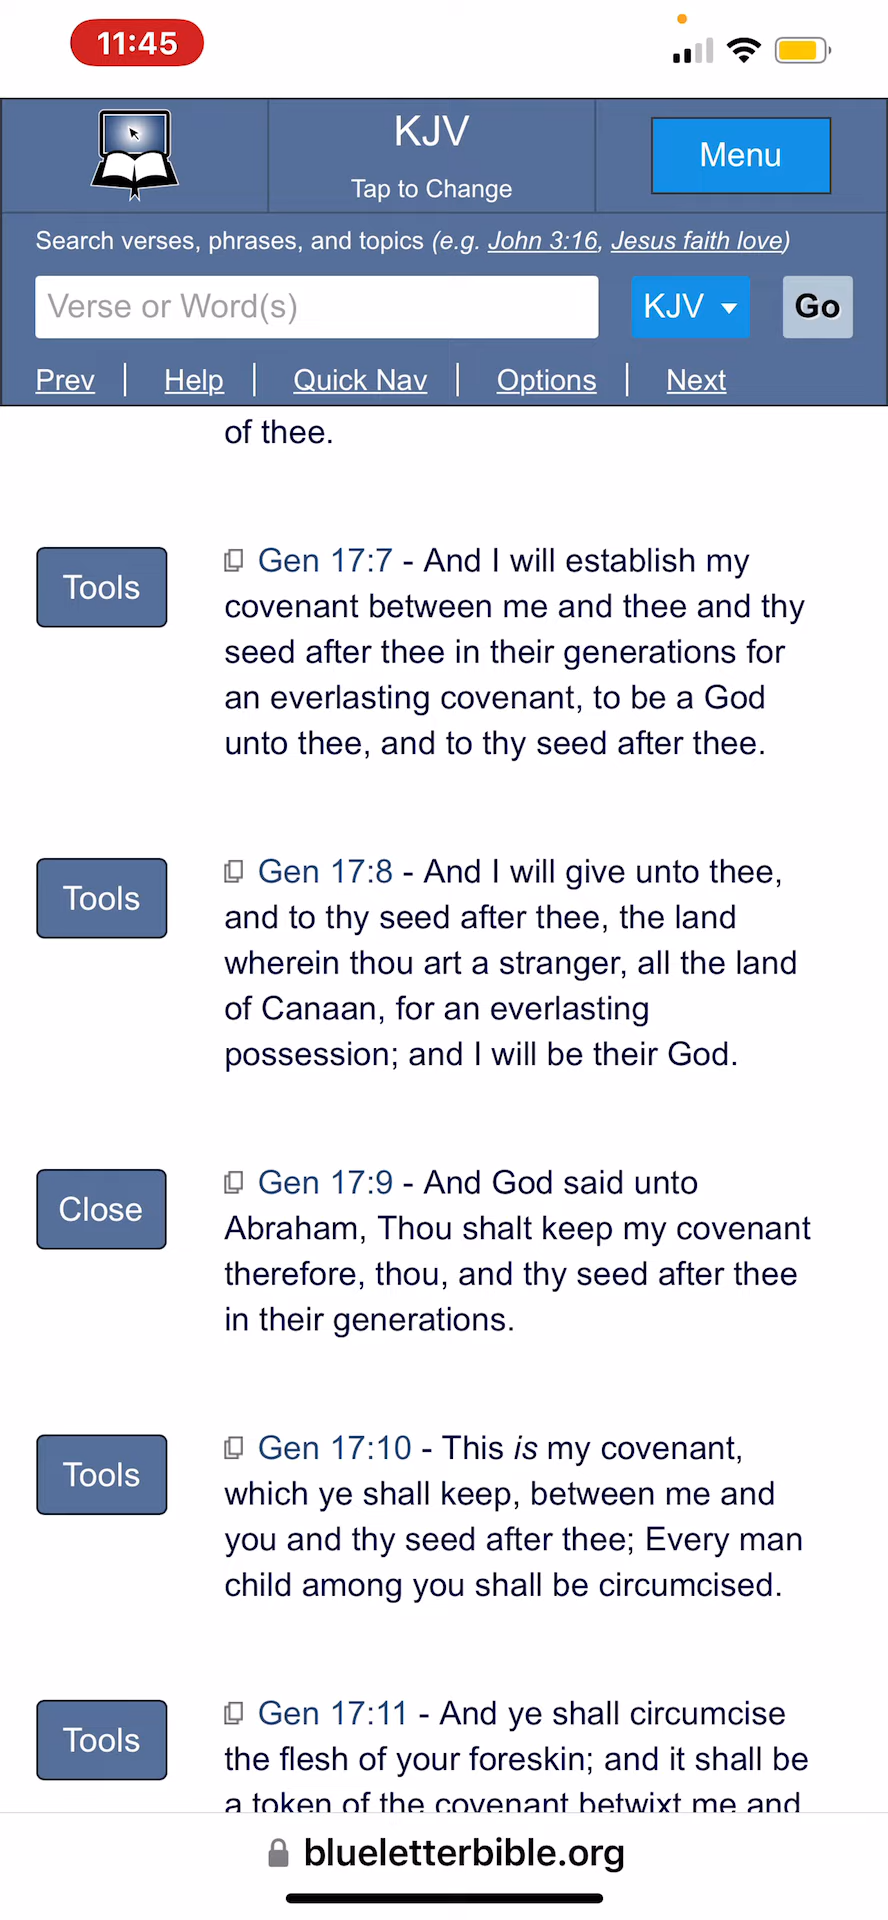 11:45
KJV
Tap to Change
Menu
Search verses, phrases, and topics (e.g. John 3:16, Jesus faith love)
Verse or Word(s)
KJV
Go
Prev | Help | Quick Nav | Options | Next
of thee.
Tools
Gen 17:7 - And I will establish my
covenant between me and thee and thy
seed after thee in their generations for
an everlasting covenant, to be a God
unto thee, and to thy seed after thee.
Tools
Gen 17:8 - And I will give unto thee,
and to thy seed after thee, the land
wherein thou art a stranger, all the land
of Canaan, for an everlasting
possession; and I will be their God.
Close
Gen 17:9 - And God said unto
Abraham, Thou shalt keep my covenant
therefore, thou, and thy seed after thee
in their generations.
Tools
Gen 17:10 - This is my covenant,
which ye shall keep, between me and
you and thy seed after thee; Every man
child among you shall be circumcised.
Tools
Gen 17:11 - And ye shall circumcise
the flesh of your foreskin; and it shall be
a token of the covenant betwixt me and
blueletterbible.org